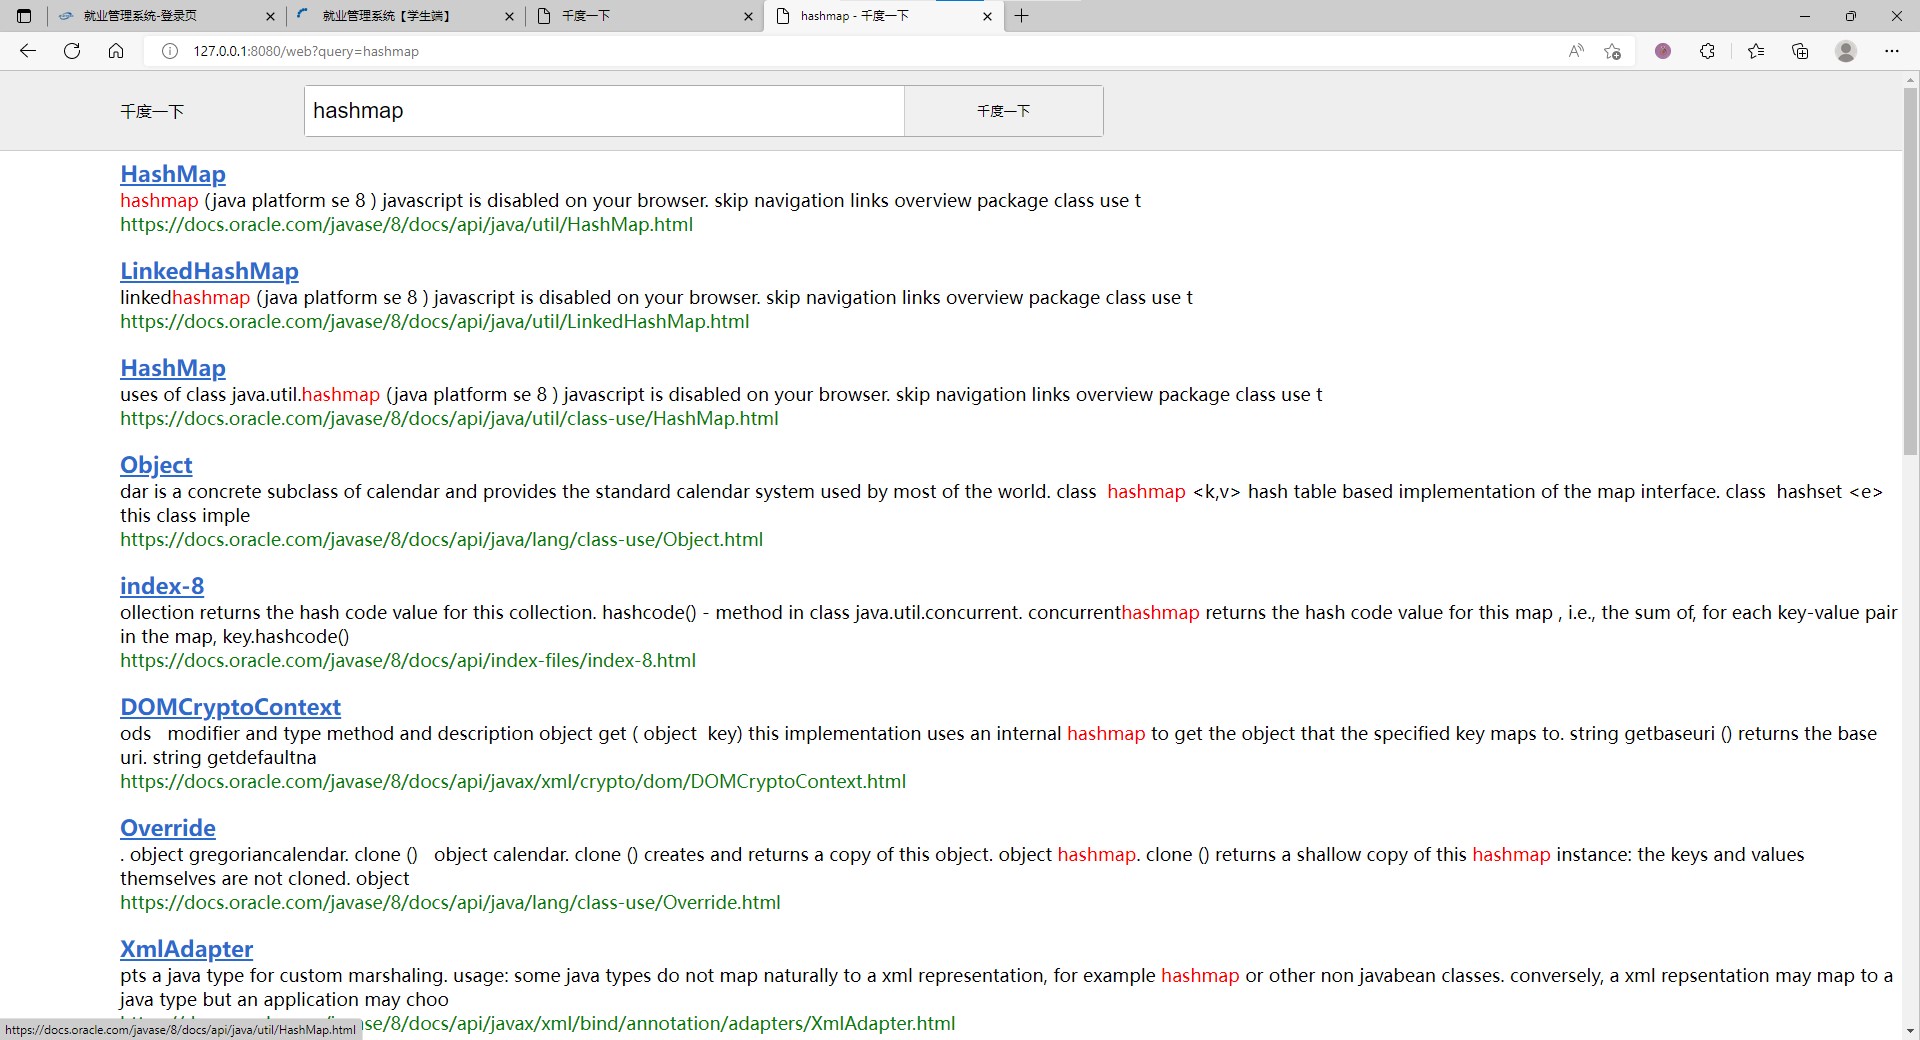 就业管理系统-登录页
就业管理系统【学生端】
千度一下
hashmap - 千度一下
127.0.0.1:8080/web?query=hashmap
千度一下
hashmap
千度一下
HashMap
hashmap (java platform se 8 ) javascript is disabled on your browser. skip navigation links overview package class use t
https://docs.oracle.com/javase/8/docs/api/java/util/HashMap.html
LinkedHashMap
linkedhashmap (java platform se 8 ) javascript is disabled on your browser. skip navigation links overview package class use t
https://docs.oracle.com/javase/8/docs/api/java/util/LinkedHashMap.html
HashMap
uses of class java.util.hashmap (java platform se 8 ) javascript is disabled on your browser. skip navigation links overview package class use t
https://docs.oracle.com/javase/8/docs/api/java/util/class-use/HashMap.html
Object
dar is a concrete subclass of calendar and provides the standard calendar system used by most of the world. class  hashmap <k,v> hash table based implementation of the map interface. class  hashset <e>
this class imple
https://docs.oracle.com/javase/8/docs/api/java/lang/class-use/Object.html
index-8
ollection returns the hash code value for this collection. hashcode() - method in class java.util.concurrent. concurrenthashmap returns the hash code value for this map , i.e., the sum of, for each key-value pair
in the map, key.hashcode()
https://docs.oracle.com/javase/8/docs/api/index-files/index-8.html
DOMCryptoContext
ods   modifier and type method and description object get ( object  key) this implementation uses an internal hashmap to get the object that the specified key maps to. string getbaseuri () returns the base
uri. string getdefaultna
https://docs.oracle.com/javase/8/docs/api/javax/xml/crypto/dom/DOMCryptoContext.html
Override
. object gregoriancalendar. clone ()   object calendar. clone () creates and returns a copy of this object. object hashmap. clone () returns a shallow copy of this hashmap instance: the keys and values
themselves are not cloned. object
https://docs.oracle.com/javase/8/docs/api/java/lang/class-use/Override.html
XmlAdapter
pts a java type for custom marshaling. usage: some java types do not map naturally to a xml representation, for example hashmap or other non javabean classes. conversely, a xml repsentation may map to a
java type but an application may choo
se/8/docs/api/javax/xml/bind/annotation/adapters/XmlAdapter.html
https://docs.oracle.com/javase/8/docs/api/java/util/HashMap.html